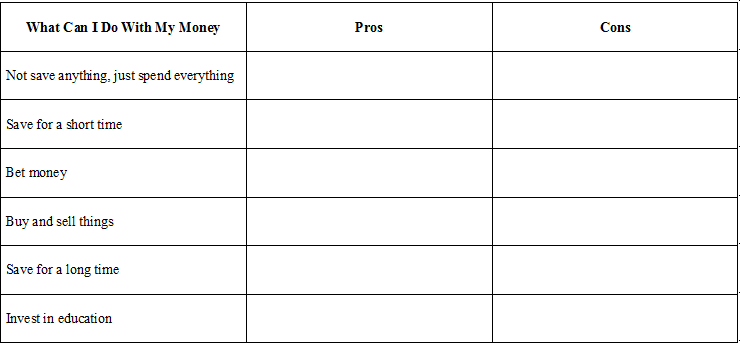 What Can I Do With My Money Pros Cons
Not save anything, just spend everything
Save for a short time
Bet money
Buy and sell things
Save for a long time
Invest in education